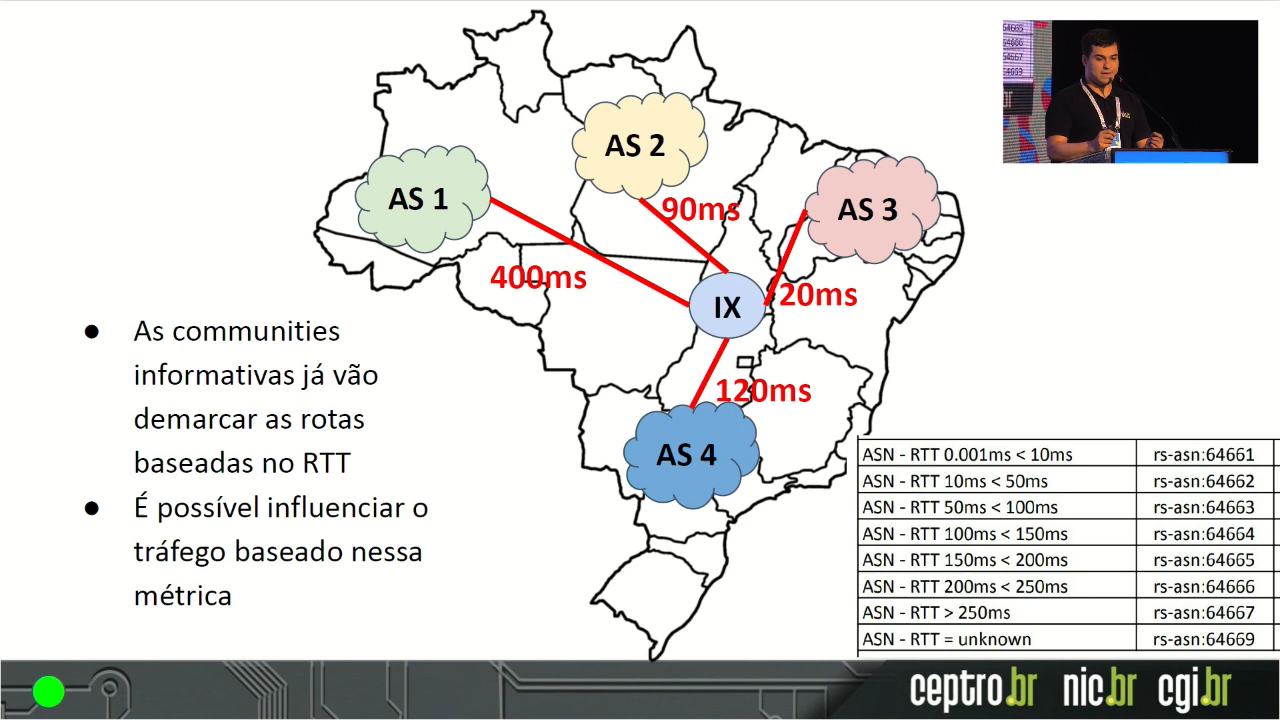 AS 1
AS 2
AS 3
AS 4
IX
400ms
90ms
20ms
120ms
● As communities
informativas já vão
demarcar as rotas
baseadas no RTT
● É possível influenciar o
tráfego baseado nessa
métrica
ASN - RTT 0.001ms < 10ms rs-asn:64661
ASN - RTT 10ms < 50ms rs-asn:64662
ASN - RTT 50ms < 100ms rs-asn:64663
ASN - RTT 100ms < 150ms rs-asn:64664
ASN - RTT 150ms < 200ms rs-asn:64665
ASN - RTT 200ms < 250ms rs-asn:64666
ASN - RTT > 250ms rs-asn:64667
ASN - RTT = unknown rs-asn:64669
ceptro.br nic.br cgi.br